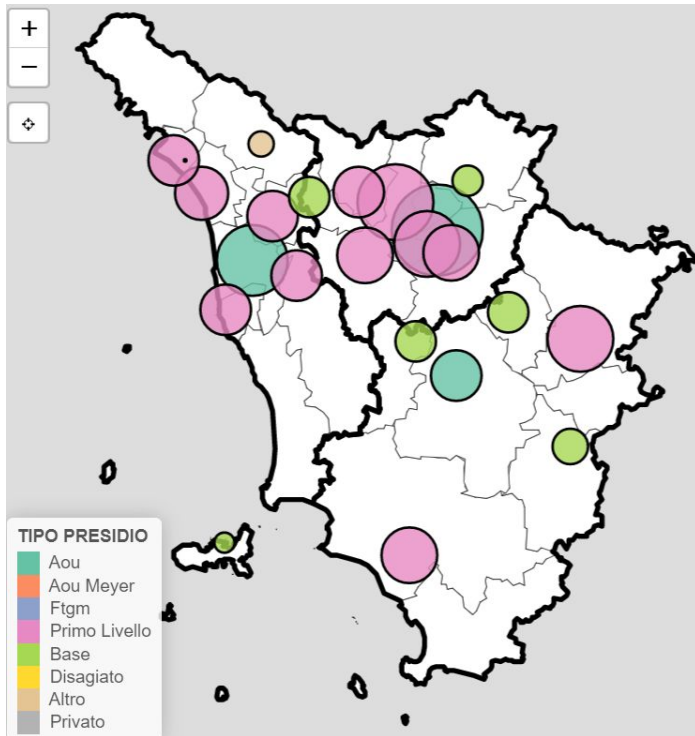 +
−
TIPO PRESIDIO
Aou
Aou Meyer
Ftgm
Primo Livello
Base
Disagiato
Altro
Privato